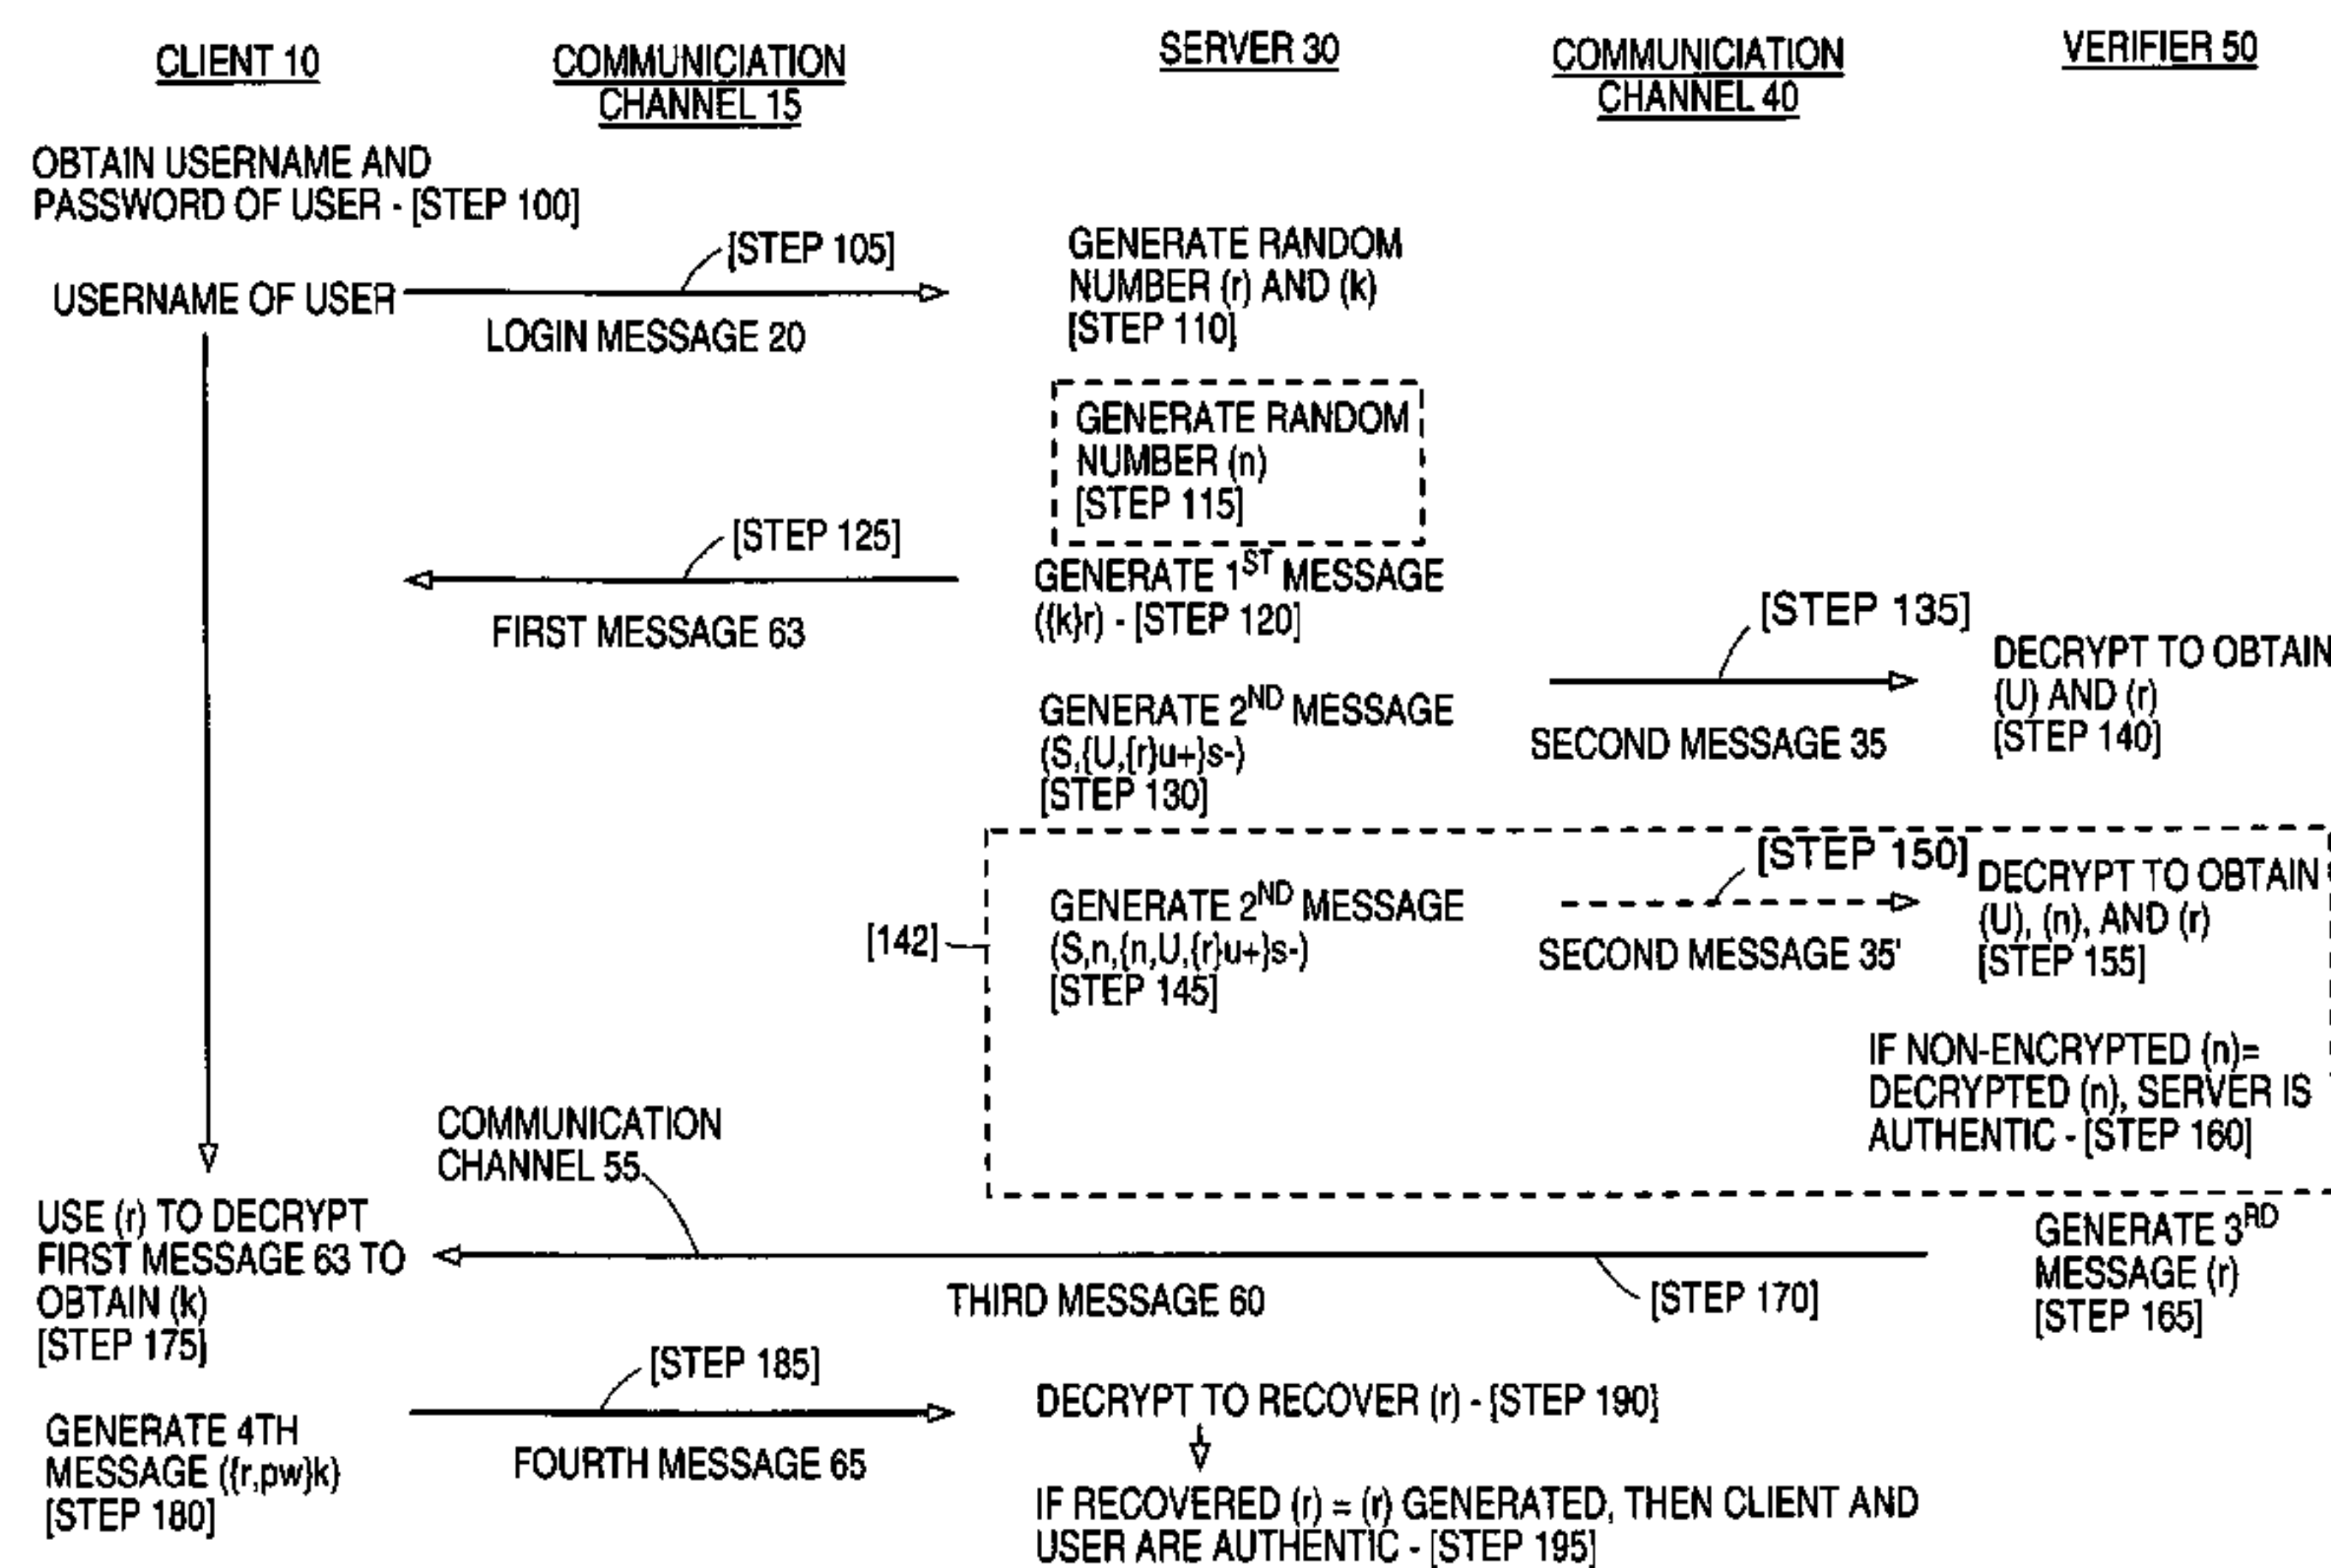 CLIENT 10
COMMUNICIATION
CHANNEL 15
SERVER 30
COMMUNICIATION
CHANNEL 40
VERIFIER 50
OBTAIN USERNAME AND
PASSWORD OF USER - [STEP 100]
USERNAME OF USER
[STEP 105]
LOGIN MESSAGE 20
GENERATE RANDOM
NUMBER (r) AND (k)
[STEP 110]
GENERATE RANDOM
NUMBER (n)
[STEP 115]
[STEP 125]
FIRST MESSAGE 63
GENERATE 1ST MESSAGE
({k}r) - [STEP 120]
GENERATE 2ND MESSAGE
(S,{U,{r}u+}s-)
[STEP 130]
[STEP 135]
SECOND MESSAGE 35
DECRYPT TO OBTAIN
(U) AND (r)
[STEP 140]
[142]
GENERATE 2ND MESSAGE
(S,n,{n,U,{r}u+}s-)
[STEP 145]
[STEP 150]
SECOND MESSAGE 35'
DECRYPT TO OBTAIN
(U), (n), AND (r)
[STEP 155]
IF NON-ENCRYPTED (n)=
DECRYPTED (n), SERVER IS
AUTHENTIC - [STEP 160]
COMMUNICATION
CHANNEL 55
USE (r) TO DECRYPT
FIRST MESSAGE 63 TO
OBTAIN (k)
[STEP 175]
THIRD MESSAGE 60
[STEP 170]
GENERATE 3RD
MESSAGE (r)
[STEP 165]
GENERATE 4TH
MESSAGE ({r,pw}k)
[STEP 180]
[STEP 185]
FOURTH MESSAGE 65
DECRYPT TO RECOVER (r) - [STEP 190]
IF RECOVERED (r) = (r) GENERATED, THEN CLIENT AND
USER ARE AUTHENTIC - [STEP 195]